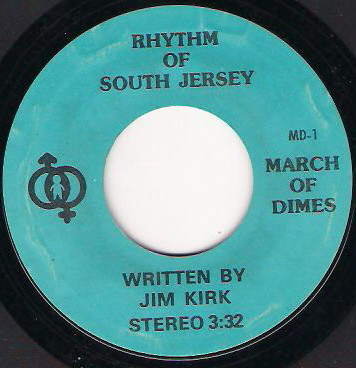 RHYTHM
OF
SOUTH JERSEY
MD-1
MARCH
OF
DIMES
WRITTEN BY
JIM KIRK
STEREO 3:32